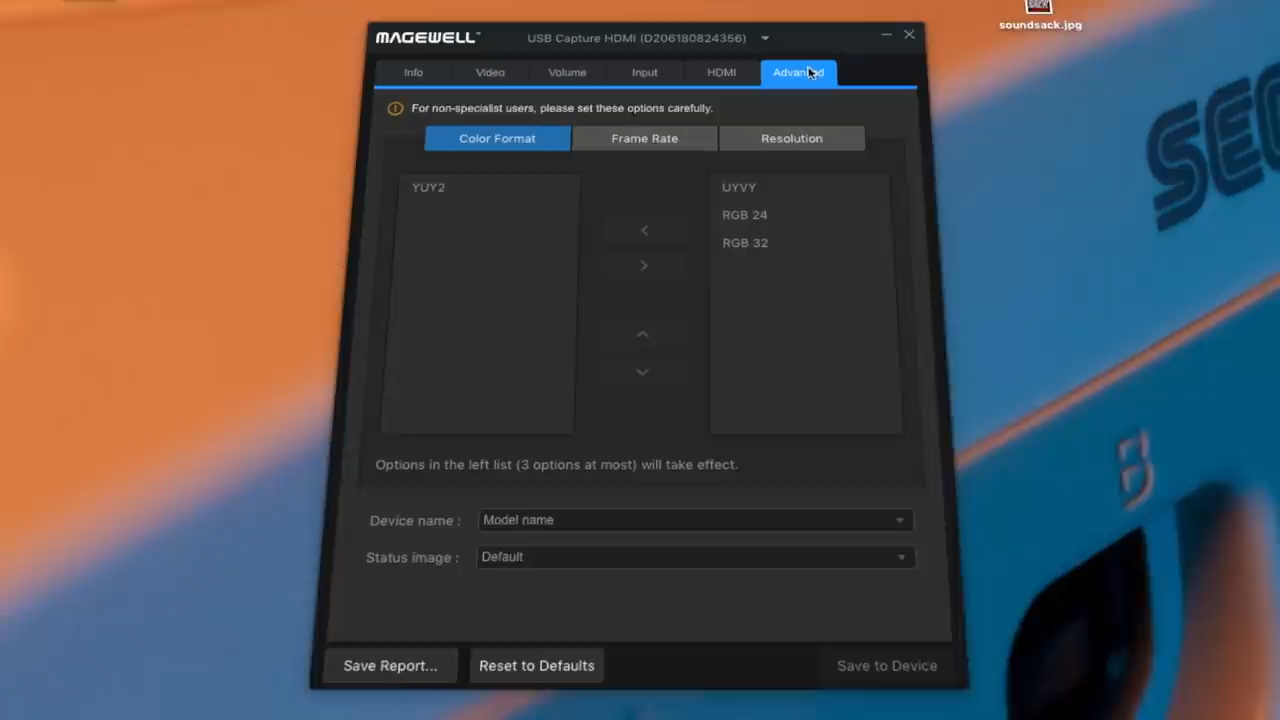 soundsack.jpg
MAGEWELL™ USB Capture HDMI (D206180824356)
Info Video Volume Input HDMI Advanced
For non-specialist users, please set these options carefully.
Color Format Frame Rate Resolution
YUY2
UYVY
RGB 24
RGB 32
Options in the left list (3 options at most) will take effect.
Device name : Model name
Status image : Default
Save Report... Reset to Defaults Save to Device